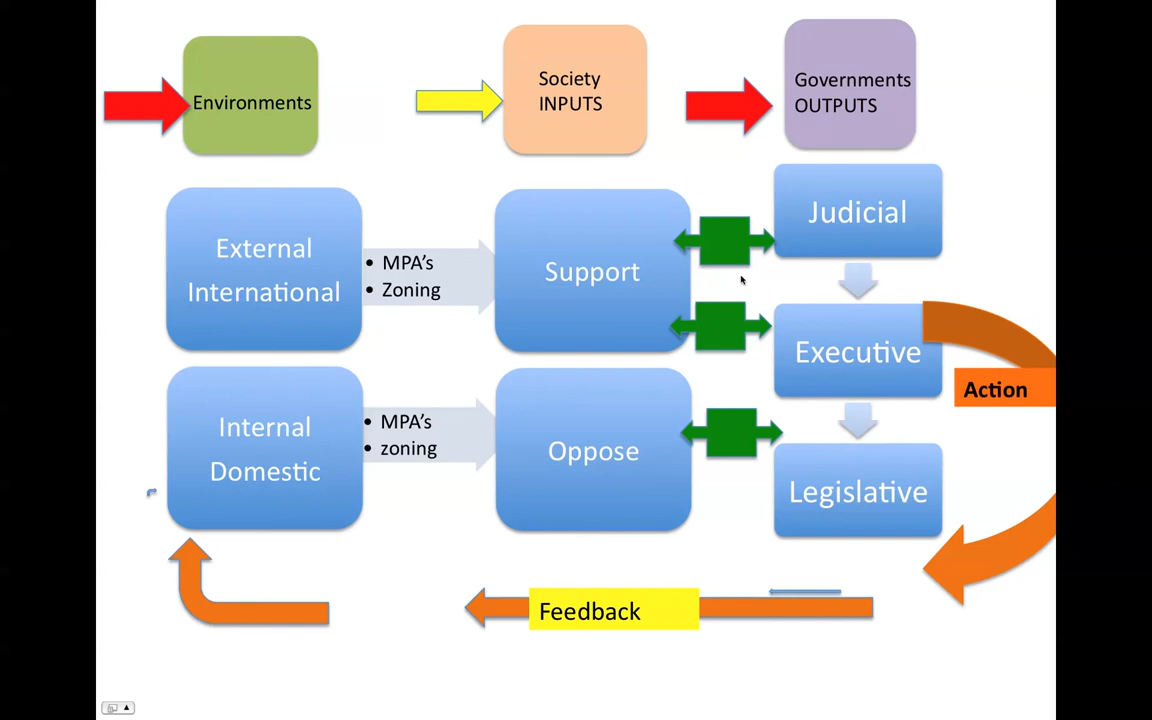 Environments
Society
INPUTS
Governments
OUTPUTS
External
International
• MPA's
• Zoning
Support
Judicial
Executive
Action
Internal
Domestic
• MPA's
• zoning
Oppose
Legislative
Feedback